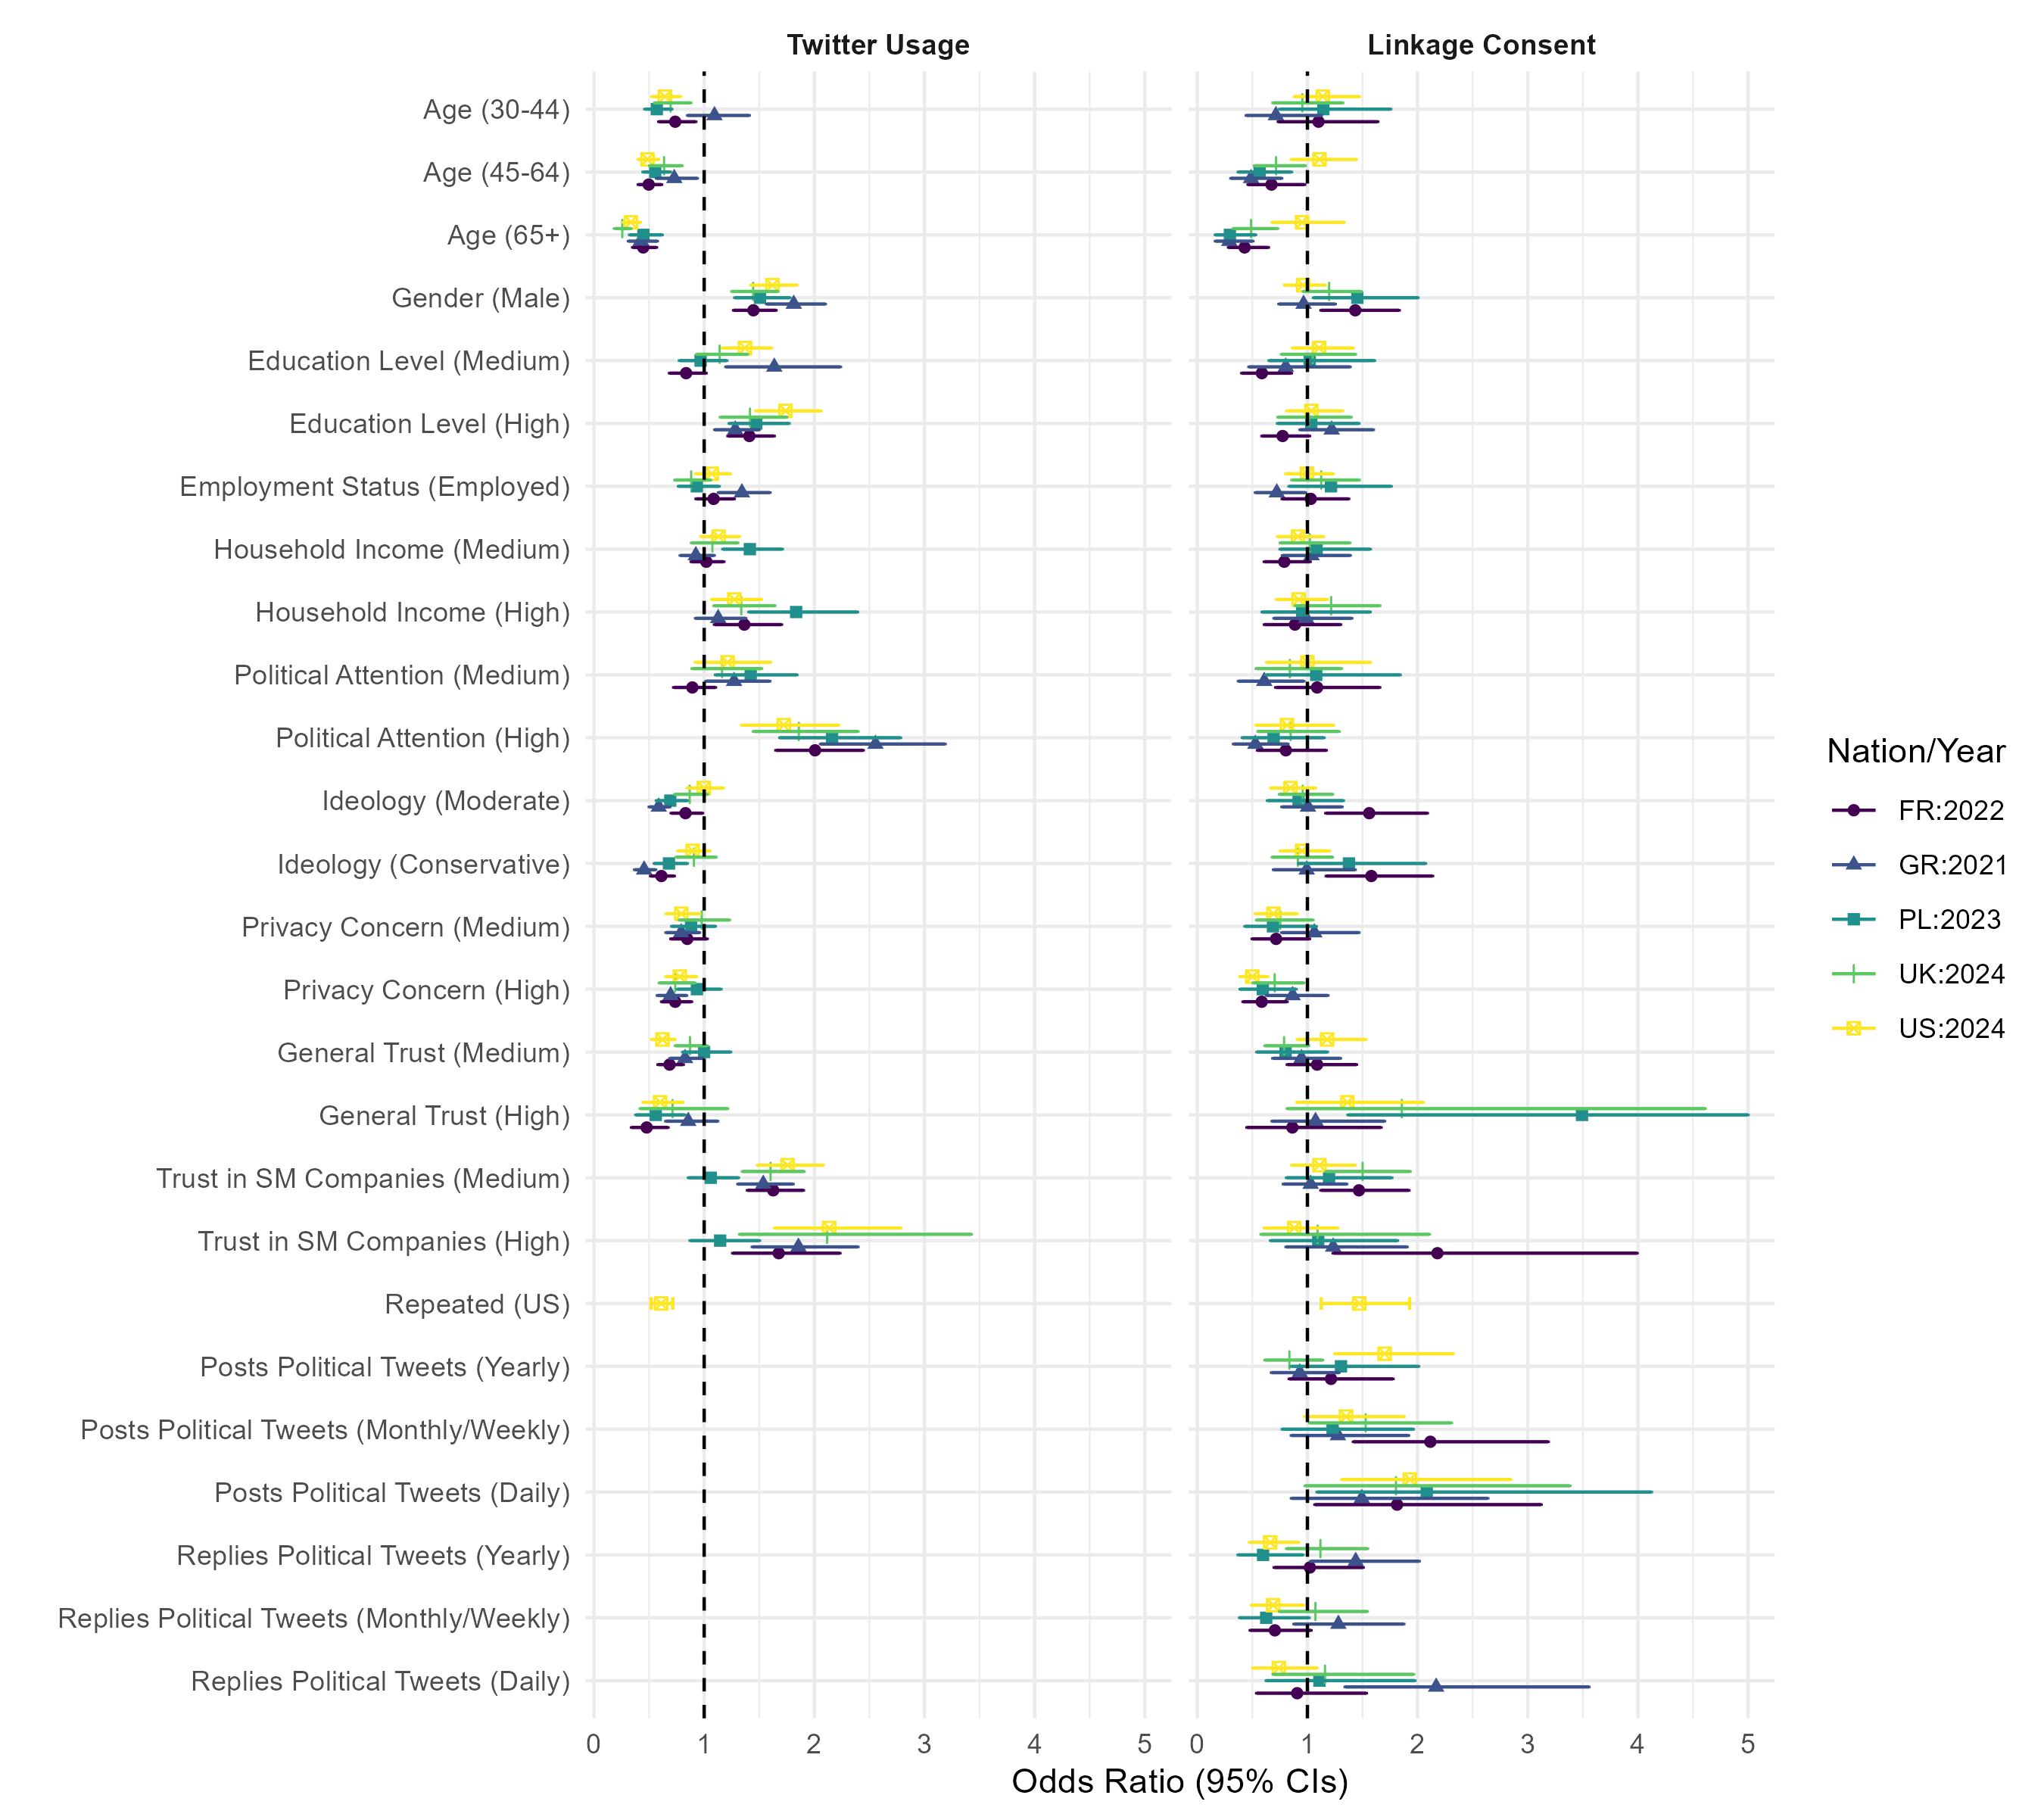 Twitter Usage
Linkage Consent
Age (30-44)
Age (45-64)
Age (65+)
Gender (Male)
Education Level (Medium)
Education Level (High)
Employment Status (Employed)
Household Income (Medium)
Household Income (High)
Political Attention (Medium)
Political Attention (High)
Ideology (Moderate)
Ideology (Conservative)
Privacy Concern (Medium)
Privacy Concern (High)
General Trust (Medium)
General Trust (High)
Trust in SM Companies (Medium)
Trust in SM Companies (High)
Repeated (US)
Posts Political Tweets (Yearly)
Posts Political Tweets (Monthly/Weekly)
Posts Political Tweets (Daily)
Replies Political Tweets (Yearly)
Replies Political Tweets (Monthly/Weekly)
Replies Political Tweets (Daily)
0 1 2 3 4 5
0 1 2 3 4 5
Odds Ratio (95% CIs)
Nation/Year
FR:2022
GR:2021
PL:2023
UK:2024
US:2024